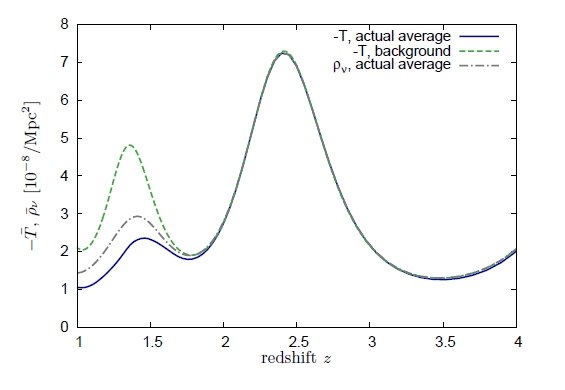 8
7
6
5
4
3
2
1
0
-T, actual average
-T, background
ρν, actual average
−T̄, ρ̄ν [10⁻⁸/Mpc²]
1 1.5 2 2.5 3 3.5 4
redshift z